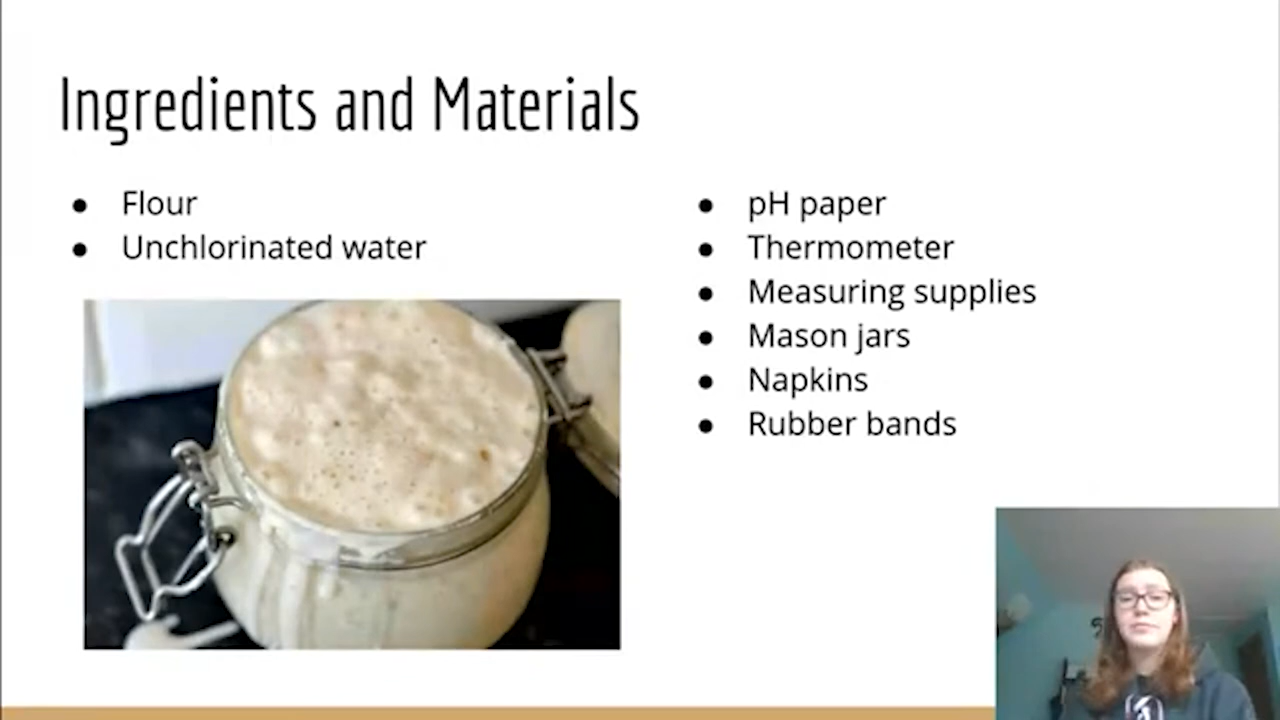 Ingredients and Materials
● Flour
● Unchlorinated water
● pH paper
● Thermometer
● Measuring supplies
● Mason jars
● Napkins
● Rubber bands